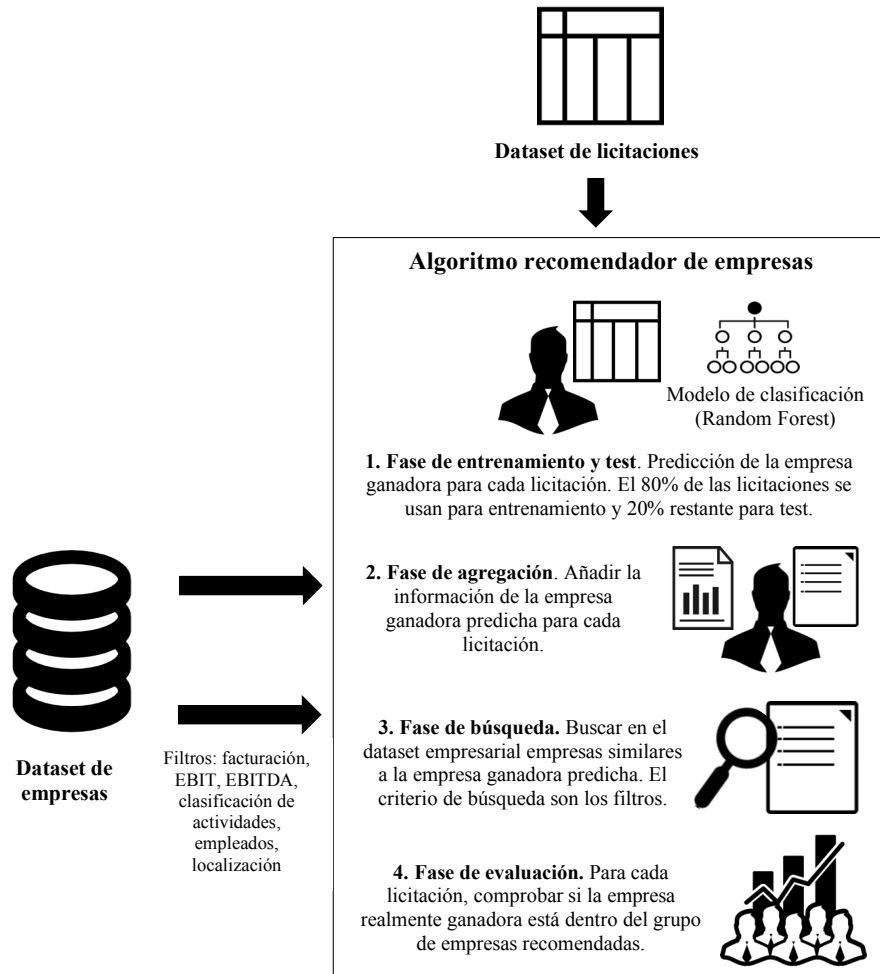 Dataset de licitaciones
Algoritmo recomendador de empresas
Modelo de clasificación
(Random Forest)
1. Fase de entrenamiento y test. Predicción de la empresa
ganadora para cada licitación. El 80% de las licitaciones se
usan para entrenamiento y 20% restante para test.
2. Fase de agregación. Añadir la
información de la empresa
ganadora predicha para cada
licitación.
3. Fase de búsqueda. Buscar en el
dataset empresarial empresas similares
a la empresa ganadora predicha. El
criterio de búsqueda son los filtros.
4. Fase de evaluación. Para cada
licitación, comprobar si la empresa
realmente ganadora está dentro del grupo
de empresas recomendadas.
Dataset de
empresas
Filtros: facturación,
EBIT, EBITDA,
clasificación de
actividades,
empleados,
localización